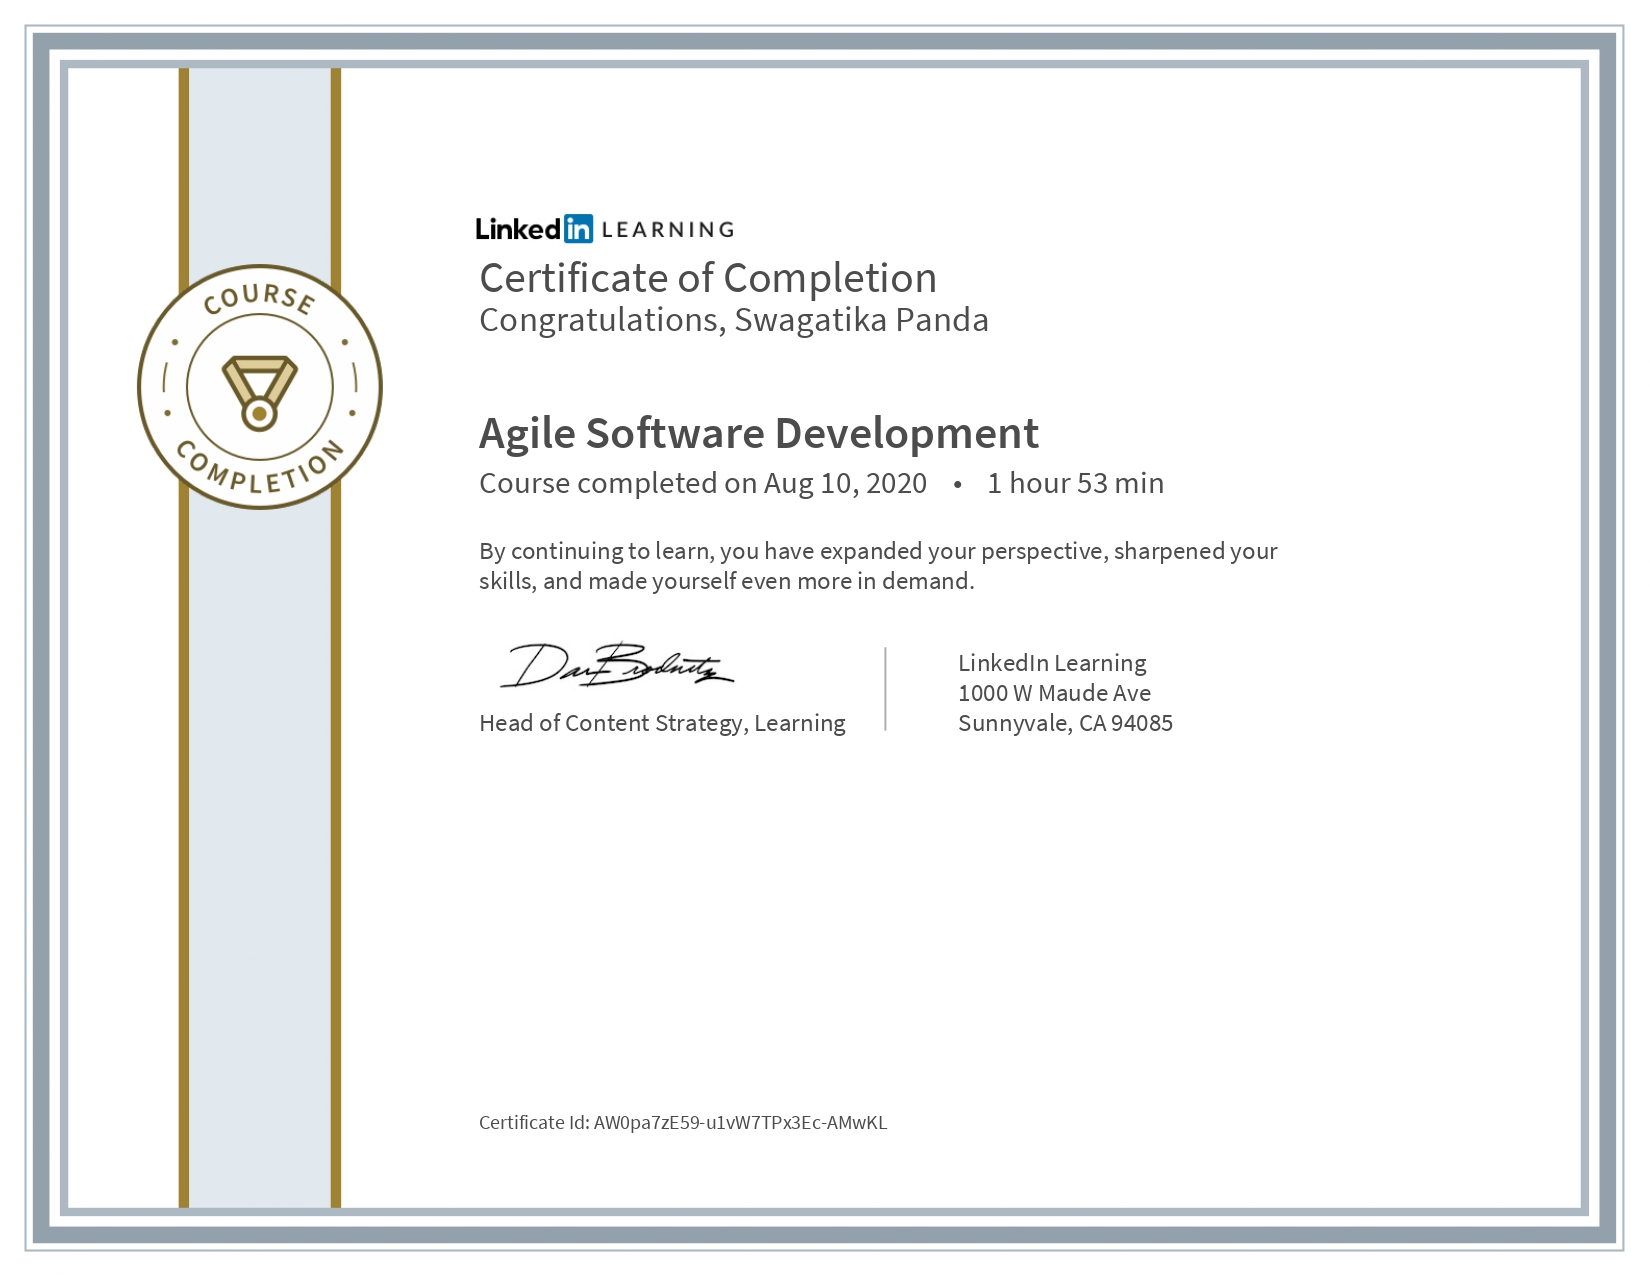 COURSE
COMPLETION
Linkedin LEARNING
Certificate of Completion
Congratulations, Swagatika Panda
Agile Software Development
Course completed on Aug 10, 2020 • 1 hour 53 min
By continuing to learn, you have expanded your perspective, sharpened your
skills, and made yourself even more in demand.
Dan Brodnitz
Head of Content Strategy, Learning
LinkedIn Learning
1000 W Maude Ave
Sunnyvale, CA 94085
Certificate Id: AW0pa7zE59-u1vW7TPx3Ec-AMwKL